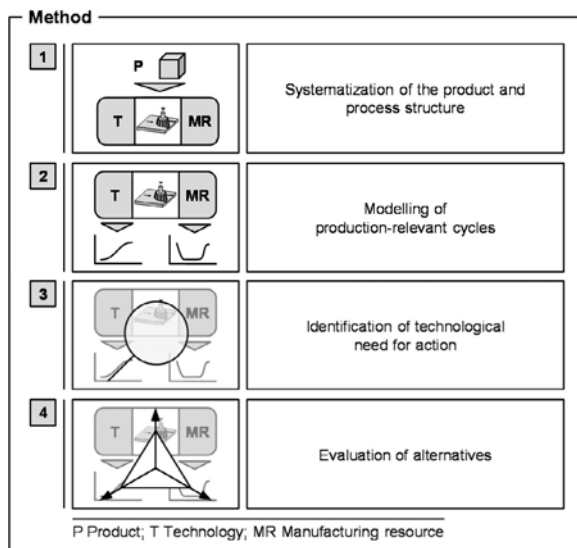 Method
1
P
T
MR
Systematization of the product and
process structure
2
T
MR
Modelling of
production-relevant cycles
3
T
MR
Identification of technological
need for action
4
T
MR
Evaluation of alternatives
P Product; T Technology; MR Manufacturing resource